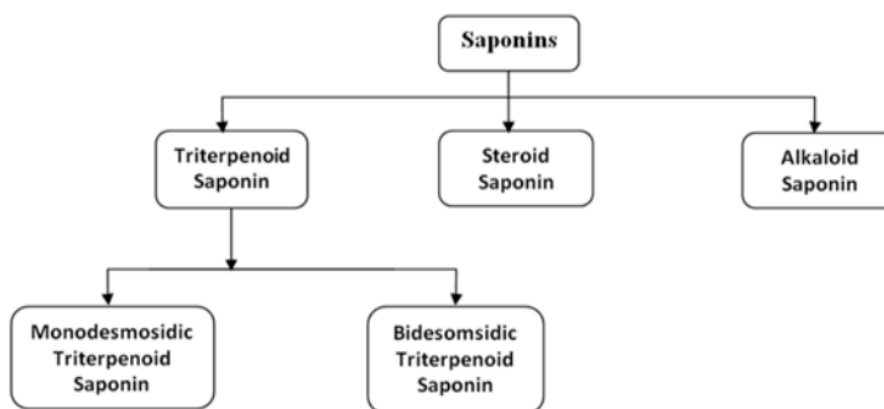 Saponins
Triterpenoid
Saponin
Steroid
Saponin
Alkaloid
Saponin
Monodesmosidic
Triterpenoid
Saponin
Bidesomsidic
Triterpenoid
Saponin